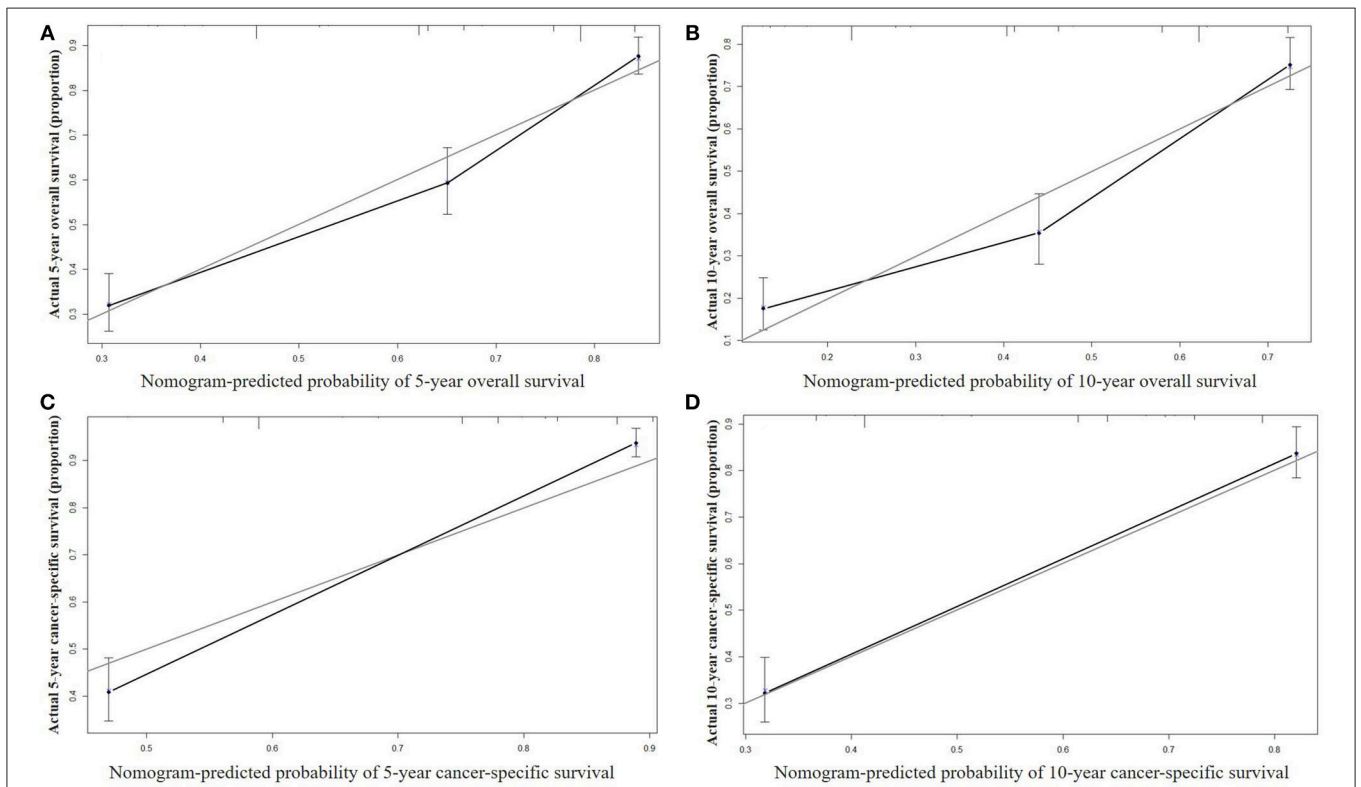 A
Actual 5-year overall survival (proportion)
0.9
0.8
0.7
0.6
0.5
0.4
0.3
0.3 0.4 0.5 0.6 0.7 0.8
Nomogram-predicted probability of 5-year overall survival
B
Actual 10-year overall survival (proportion)
0.8
0.7
0.6
0.5
0.4
0.3
0.2
0.1
0.2 0.3 0.4 0.5 0.6 0.7
Nomogram-predicted probability of 10-year overall survival
C
Actual 5-year cancer-specific survival (proportion)
0.9
0.8
0.7
0.6
0.5
0.4
0.5 0.6 0.7 0.8 0.9
Nomogram-predicted probability of 5-year cancer-specific survival
D
Actual 10-year cancer-specific survival (proportion)
0.9
0.8
0.7
0.6
0.5
0.4
0.3
0.3 0.4 0.5 0.6 0.7 0.8
Nomogram-predicted probability of 10-year cancer-specific survival